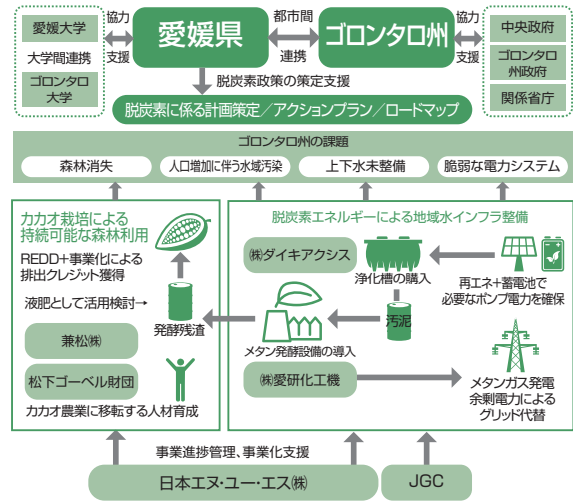 愛媛大学
大学間連携
ゴロンタロ
大学
協力
支援
愛媛県
都市間
連携
ゴロンタロ州
協力
支援
中央政府
ゴロンタロ
州政府
関係省庁
脱炭素政策の策定支援
脱炭素に係る計画策定／アクションプラン／ロードマップ
ゴロンタロ州の課題
森林消失
人口増加に伴う水域汚染
上下水未整備
脆弱な電力システム
カカオ栽培による
持続可能な森林利用
REDD+事業化による
排出クレジット獲得
液肥として活用検討→
発酵残渣
兼松㈱
松下ゴーベル財団
カカオ農業に移転する人材育成
脱炭素エネルギーによる地域水インフラ整備
㈱ダイキアクシス
浄化槽の購入
再エネ+蓄電池で
必要なポンプ電力を確保
汚泥
メタン発酵設備の導入
㈱愛研化工機
メタンガス発電
余剰電力による
グリッド代替
事業進捗管理、事業化支援
日本エヌ・ユー・エス㈱
JGC